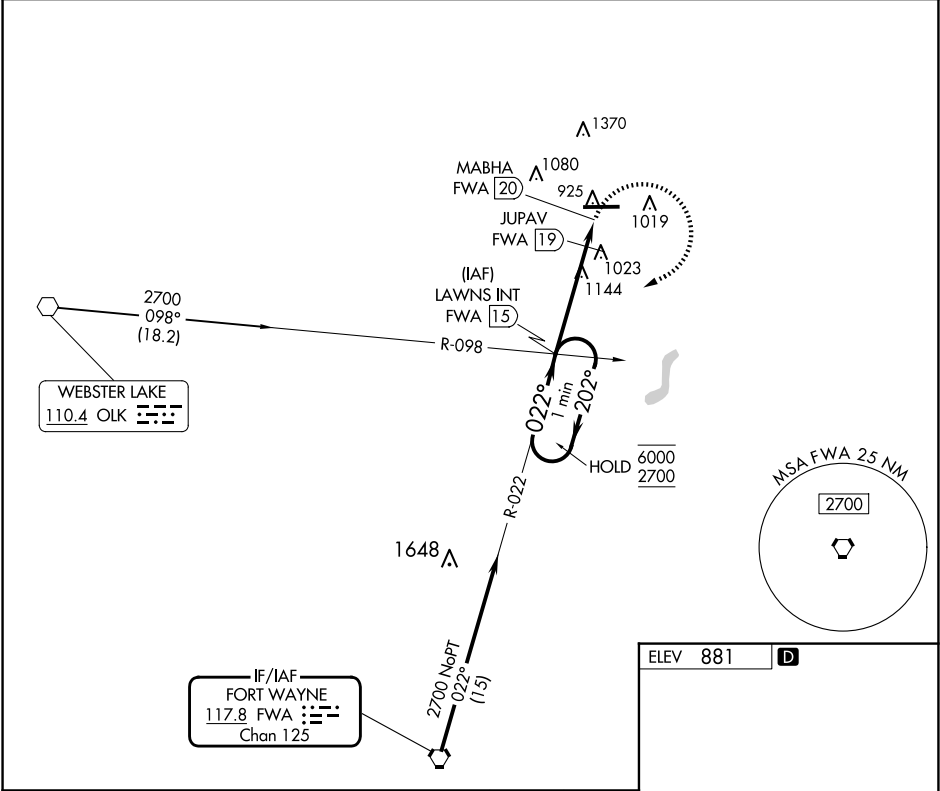 1370
MABHA
FWA 20
1080
925
1019
JUPAV
FWA 19
1023
1144
(IAF)
LAWNS INT
FWA 15
2700
098°
(18.2)
R-098
WEBSTER LAKE
110.4 OLK
022°
1 min
202°
HOLD 6000
2700
MSA FWA 25 NM
2700
R-022
1648
2700 NoPT
022°
(15)
IF/IAF
FORT WAYNE
117.8 FWA
Chan 125
ELEV 881 D